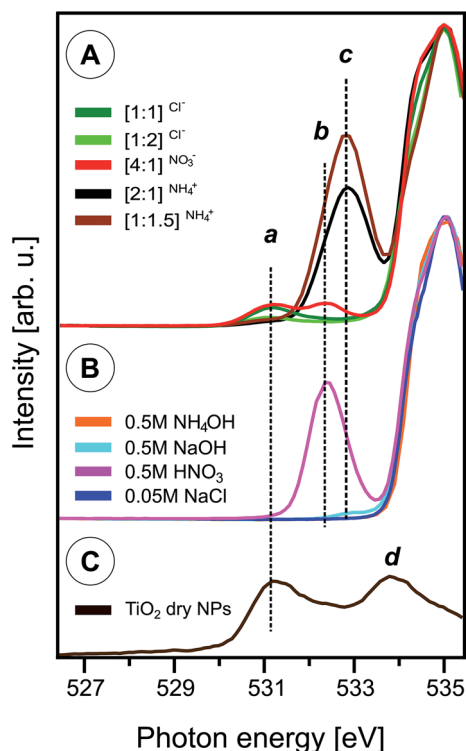 A
c
[1:1] Cl-
[1:2] Cl-
b
[4:1] NO3-
[2:1] NH4+
[1:1.5] NH4+
a
Intensity [arb. u.]
B
0.5M NH4OH
0.5M NaOH
0.5M HNO3
0.05M NaCl
C
d
TiO2 dry NPs
527 529 531 533 535
Photon energy [eV]